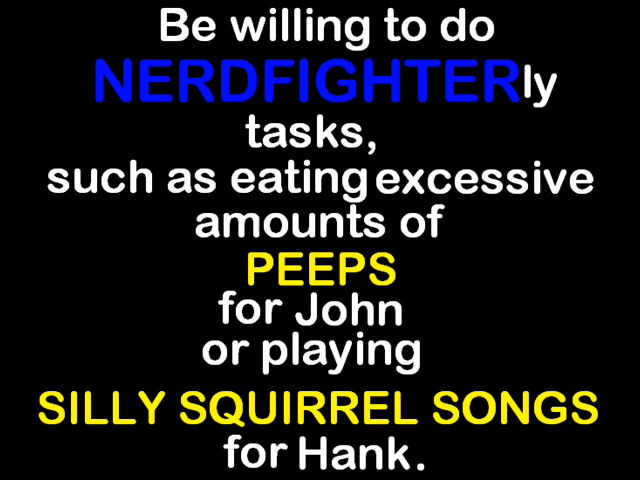 Be willing to do
NERDFIGHTERly
tasks,
such as eating excessive
amounts of
PEEPS
for John
or playing
SILLY SQUIRREL SONGS
for Hank.